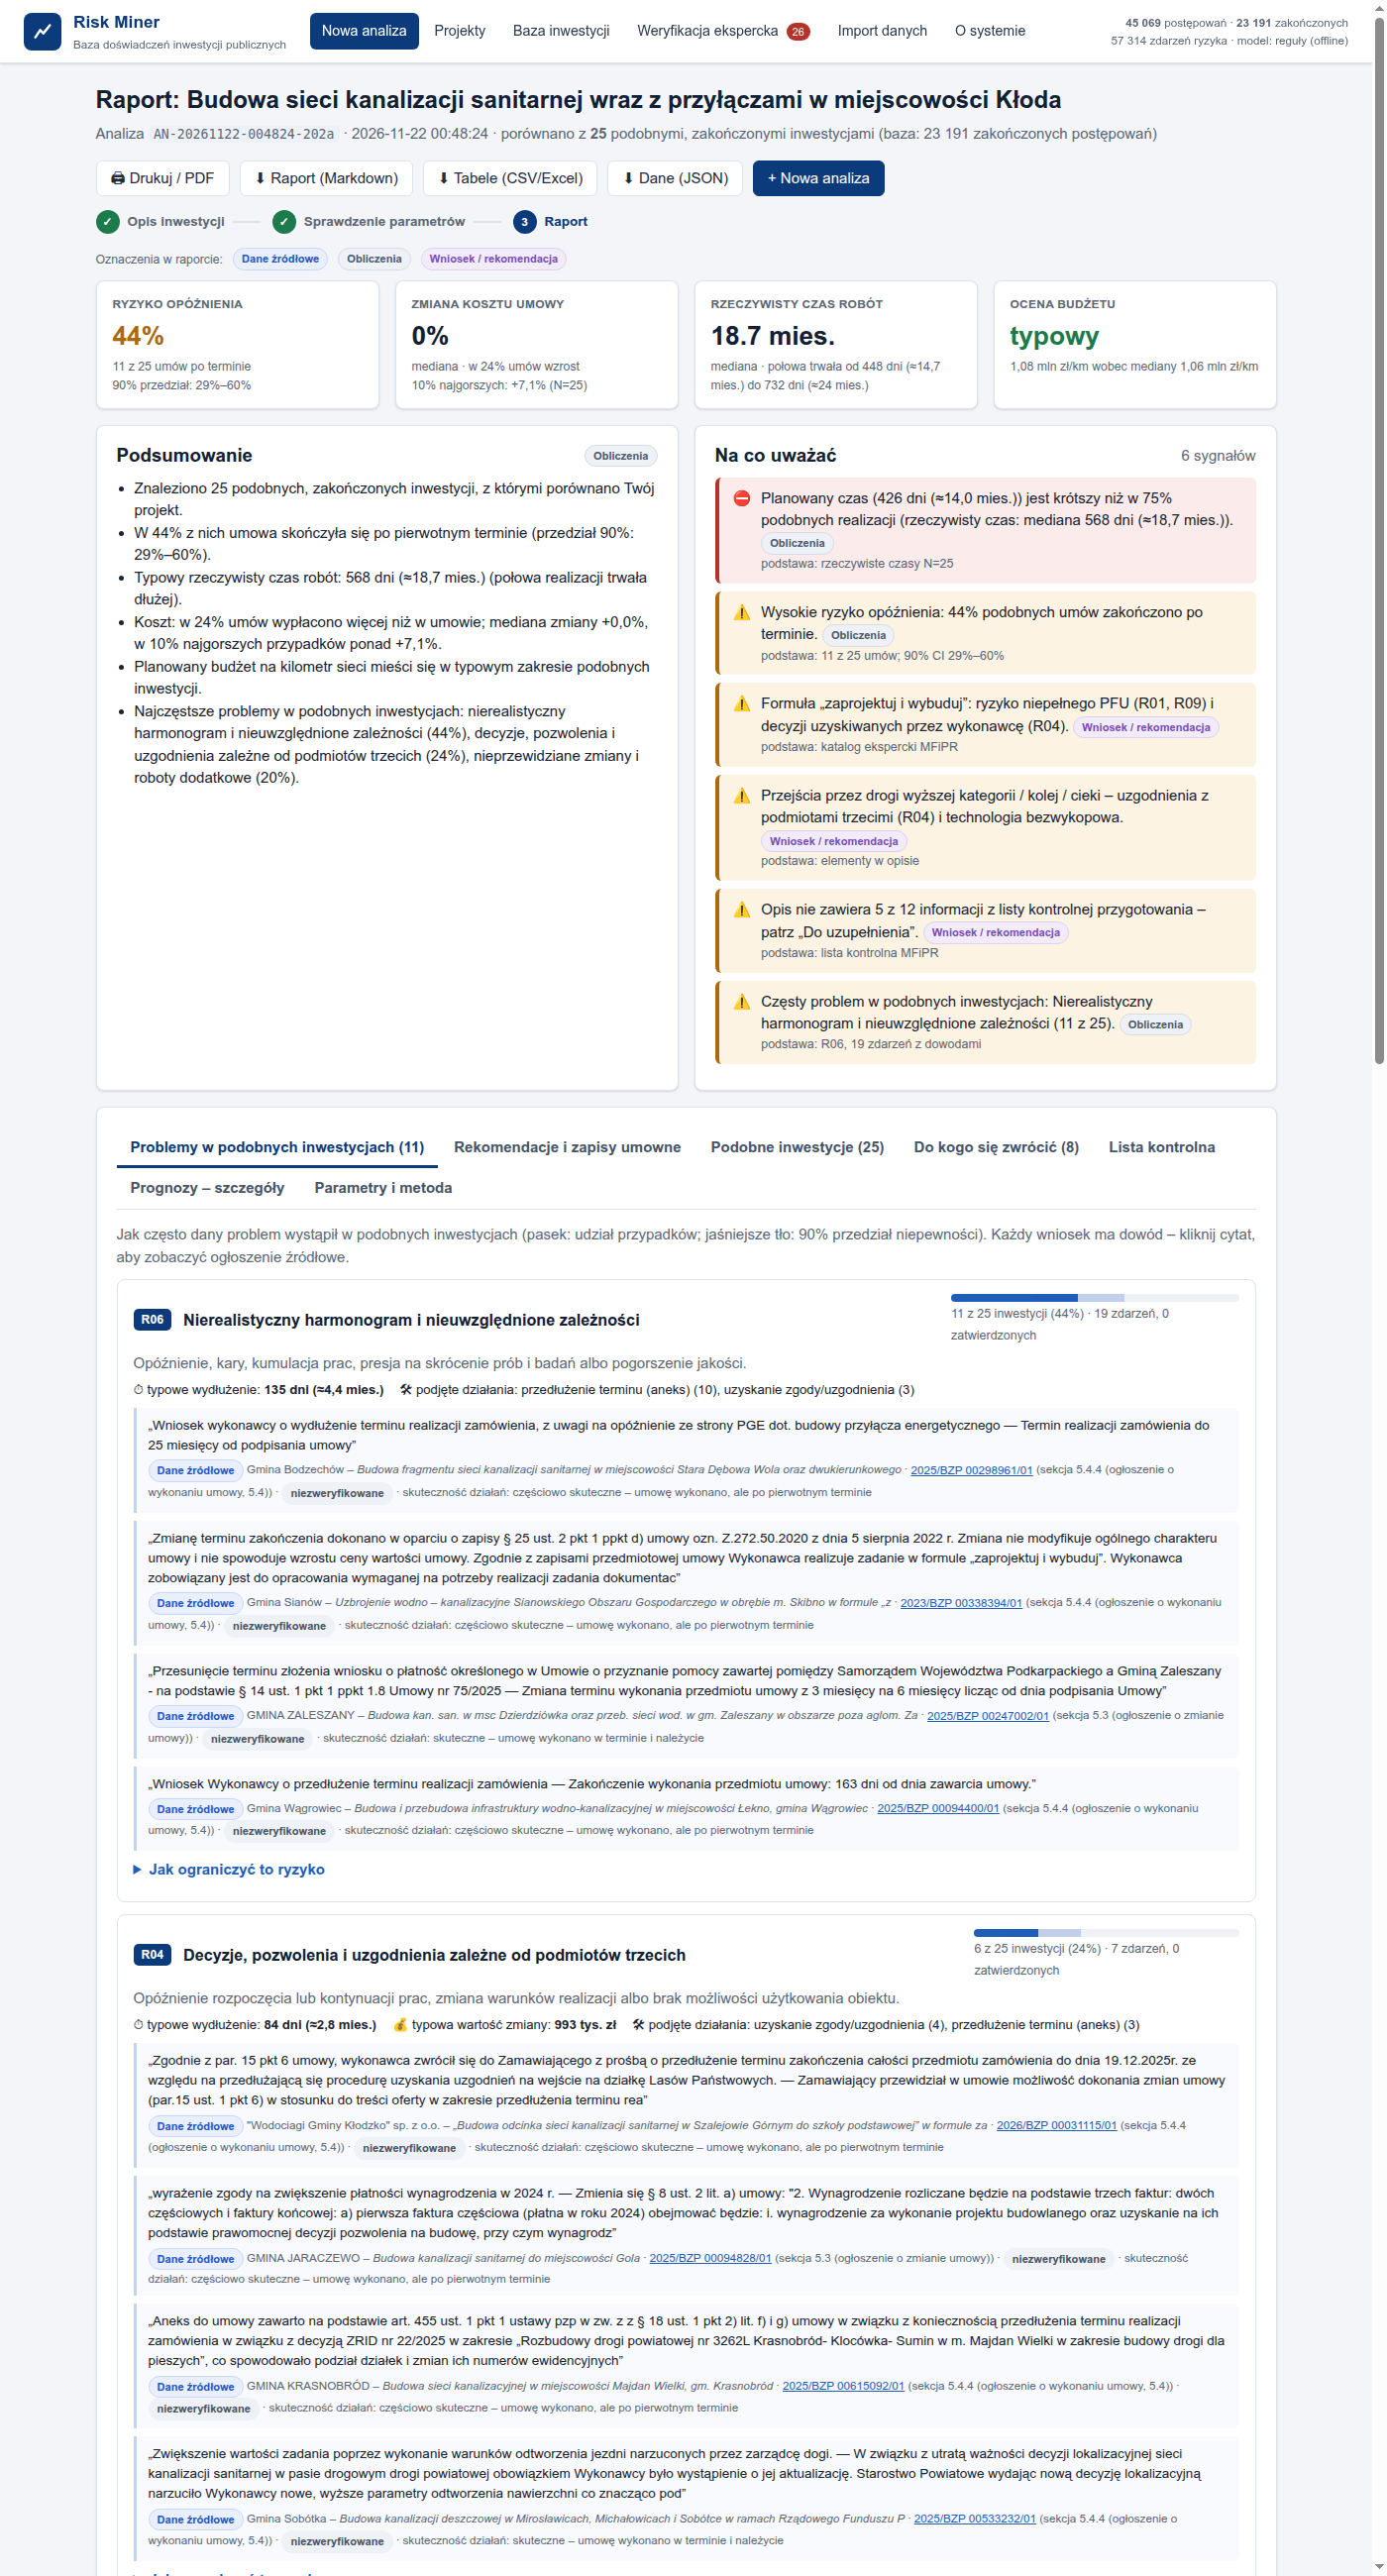 Risk Miner
Baza doświadczeń inwestycji publicznych
Nowa analiza
Projekty
Baza inwestycji
Weryfikacja ekspercka 26
Import danych
O systemie
45 069 postępowań · 23 191 zakończonych
57 314 zdarzeń ryzyka · model: reguły (offline)
Raport: Budowa sieci kanalizacji sanitarnej wraz z przyłączami w miejscowości Kłoda
Analiza AN-20261122-004824-202a · 2026-11-22 00:48:24 · porównano z 25 podobnymi, zakończonymi inwestycjami (baza: 23 191 zakończonych postępowań)
Drukuj / PDF
Raport (Markdown)
Tabele (CSV/Excel)
Dane (JSON)
+ Nowa analiza
✓ Opis inwestycji
✓ Sprawdzenie parametrów
3 Raport
Oznaczenia w raporcie: Dane źródłowe Obliczenia Wniosek / rekomendacja
RYZYKO OPÓŹNIENIA
44%
11 z 25 umów po terminie
90% przedział: 29%–60%
ZMIANA KOSZTU UMOWY
0%
mediana · w 24% umów wzrost
10% najgorszych: +7,1% (N=25)
RZECZYWISTY CZAS ROBÓT
18.7 mies.
mediana · połowa trwała od 448 dni (≈14,7
mies.) do 732 dni (≈24 mies.)
OCENA BUDŻETU
typowy
1,08 mln zł/km wobec mediany 1,06 mln zł/km
Podsumowanie
Obliczenia
• Znaleziono 25 podobnych, zakończonych inwestycji, z którymi porównano Twój
projekt.
• W 44% z nich umowa skończyła się po pierwotnym terminie (przedział 90%:
29%–60%).
• Typowy rzeczywisty czas robót: 568 dni (≈18,7 mies.) (połowa realizacji trwała
dłużej).
• Koszt: w 24% umów wypłacono więcej niż w umowie; mediana zmiany +0,0%,
w 10% najgorszych przypadków ponad +7,1%.
• Planowany budżet na kilometr sieci mieści się w typowym zakresie podobnych
inwestycji.
• Najczęstsze problemy w podobnych inwestycjach: nierealistyczny
harmonogram i nieuwzględnione zależności (44%), decyzje, pozwolenia i
uzgodnienia zależne od podmiotów trzecich (24%), nieprzewidziane zmiany i
roboty dodatkowe (20%).
Na co uważać
6 sygnałów
Planowany czas (426 dni (≈14,0 mies.)) jest krótszy niż w 75%
podobnych realizacji (rzeczywisty czas: mediana 568 dni (≈18,7 mies.)).
Obliczenia
podstawa: rzeczywiste czasy N=25
Wysokie ryzyko opóźnienia: 44% podobnych umów zakończono po
terminie. Obliczenia
podstawa: 11 z 25 umów; 90% CI 29%–60%
Formuła „zaprojektuj i wybuduj”: ryzyko niepełnego PFU (R01, R09) i
decyzji uzyskiwanych przez wykonawcę (R04). Wniosek / rekomendacja
podstawa: katalog ekspercki MFiPR
Przejścia przez drogi wyższej kategorii / kolej / cieki – uzgodnienia z
podmiotami trzecimi (R04) i technologia bezwykopowa.
Wniosek / rekomendacja
podstawa: elementy w opisie
Opis nie zawiera 5 z 12 informacji z listy kontrolnej przygotowania –
patrz „Do uzupełnienia”. Wniosek / rekomendacja
podstawa: lista kontrolna MFiPR
Częsty problem w podobnych inwestycjach: Nierealistyczny
harmonogram i nieuwzględnione zależności (11 z 25). Obliczenia
podstawa: R06, 19 zdarzeń z dowodami
Problemy w podobnych inwestycjach (11)
Rekomendacje i zapisy umowne
Podobne inwestycje (25)
Do kogo się zwrócić (8)
Lista kontrolna
Prognozy – szczegóły
Parametry i metoda
Jak często dany problem wystąpił w podobnych inwestycjach (pasek: udział przypadków; jaśniejsze tło: 90% przedział niepewności). Każdy wniosek ma dowód – kliknij cytat,
aby zobaczyć ogłoszenie źródłowe.
R06 Nierealistyczny harmonogram i nieuwzględnione zależności
11 z 25 inwestycji (44%) · 19 zdarzeń, 0
zatwierdzonych
Opóźnienie, kary, kumulacja prac, presja na skrócenie prób i badań albo pogorszenie jakości.
typowe wydłużenie: 135 dni (≈4,4 mies.) podjęte działania: przedłużenie terminu (aneks) (10), uzyskanie zgody/uzgodnienia (3)
„Wniosek wykonawcy o wydłużenie terminu realizacji zamówienia, z uwagi na opóźnienie ze strony PGE dot. budowy przyłącza energetycznego — Termin realizacji zamówienia do
25 miesięcy od podpisania umowy”
Dane źródłowe Gmina Bodzechów – Budowa fragmentu sieci kanalizacji sanitarnej w miejscowości Stara Dębowa Wola oraz dwukierunkowego · 2025/BZP 00298961/01 (sekcja 5.4.4 (ogłoszenie o
wykonaniu umowy, 5.4)) · niezweryfikowane · skuteczność działań: częściowo skuteczne – umowę wykonano, ale po pierwotnym terminie
„Zmianę terminu zakończenia dokonano w oparciu o zapisy § 25 ust. 2 pkt 1 ppkt d) umowy ozn. Z.272.50.2020 z dnia 5 sierpnia 2022 r. Zmiana nie modyfikuje ogólnego charakteru
umowy i nie spowoduje wzrostu ceny wartości umowy. Zgodnie z zapisami przedmiotowej umowy Wykonawca realizuje zadanie w formule „zaprojektuj i wybuduj”. Wykonawca
zobowiązany jest do opracowania wymaganej na potrzeby realizacji zadania dokumentac”
Dane źródłowe Gmina Sianów – Uzbrojenie wodno – kanalizacyjne Sianowskiego Obszaru Gospodarczego w obrębie m. Skibno w formule „z · 2023/BZP 00338394/01 (sekcja 5.4.4 (ogłoszenie o wykonaniu
umowy, 5.4)) · niezweryfikowane · skuteczność działań: częściowo skuteczne – umowę wykonano, ale po pierwotnym terminie
„Przesunięcie terminu złożenia wniosku o płatność określonego w Umowie o przyznanie pomocy zawartej pomiędzy Samorządem Województwa Podkarpackiego a Gminą Zaleszany
- na podstawie § 14 ust. 1 pkt 1 ppkt 1.8 Umowy nr 75/2025 — Zmiana terminu wykonania przedmiotu umowy z 3 miesięcy na 6 miesięcy licząc od dnia podpisania Umowy”
Dane źródłowe GMINA ZALESZANY – Budowa kan. san. w msc Dzierdziówka oraz przeb. sieci wod. w gm. Zaleszany w obszarze poza aglom. Za · 2025/BZP 00247002/01 (sekcja 5.3 (ogłoszenie o zmianie
umowy)) · niezweryfikowane · skuteczność działań: skuteczne – umowę wykonano w terminie i należycie
„Wniosek Wykonawcy o przedłużenie terminu realizacji zamówienia — Zakończenie wykonania przedmiotu umowy: 163 dni od dnia zawarcia umowy.”
Dane źródłowe Gmina Wągrowiec – Budowa i przebudowa infrastruktury wodno-kanalizacyjnej w miejscowości Łekno, gmina Wągrowiec · 2025/BZP 00094400/01 (sekcja 5.4.4 (ogłoszenie o wykonaniu
umowy, 5.4)) · niezweryfikowane · skuteczność działań: częściowo skuteczne – umowę wykonano, ale po pierwotnym terminie
▶ Jak ograniczyć to ryzyko
R04 Decyzje, pozwolenia i uzgodnienia zależne od podmiotów trzecich
6 z 25 inwestycji (24%) · 7 zdarzeń, 0
zatwierdzonych
Opóźnienie rozpoczęcia lub kontynuacji prac, zmiana warunków realizacji albo brak możliwości użytkowania obiektu.
typowe wydłużenie: 84 dni (≈2,8 mies.) typowa wartość zmiany: 993 tys. zł podjęte działania: uzyskanie zgody/uzgodnienia (4), przedłużenie terminu (aneks) (3)
„Zgodnie z par. 15 pkt 6 umowy, wykonawca zwrócił się do Zamawiającego z prośbą o przedłużenie terminu zakończenia całości przedmiotu zamówienia do dnia 19.12.2025r. ze
względu na przedłużającą się procedurę uzyskania uzgodnień na wejście na działkę Lasów Państwowych. — Zamawiający przewidział w umowie możliwość dokonania zmian umowy
(par.15 ust. 1 pkt 6) w stosunku do treści oferty w zakresie przedłużenia terminu rea”
Dane źródłowe "Wodociagi Gminy Kłodzko" sp. z o.o. – „Budowa odcinka sieci kanalizacji sanitarnej w Szalejowie Górnym do szkoły podstawowej” w formule za · 2026/BZP 00031115/01 (sekcja 5.4.4
(ogłoszenie o wykonaniu umowy, 5.4)) · niezweryfikowane · skuteczność działań: częściowo skuteczne – umowę wykonano, ale po pierwotnym terminie
„wyrażenie zgody na zwiększenie płatności wynagrodzenia w 2024 r. — Zmienia się § 8 ust. 2 lit. a) umowy: "2. Wynagrodzenie rozliczane będzie na podstawie trzech faktur: dwóch
częściowych i faktury końcowej: a) pierwsza faktura częściowa (płatna w roku 2024) obejmować będzie: i. wynagrodzenie za wykonanie projektu budowlanego oraz uzyskanie na ich
podstawie prawomocnej decyzji pozwolenia na budowę, przy czym wynagrodz”
Dane źródłowe GMINA JARACZEWO – Budowa kanalizacji sanitarnej do miejscowości Gola · 2025/BZP 00094828/01 (sekcja 5.3 (ogłoszenie o zmianie umowy)) · niezweryfikowane · skuteczność
działań: częściowo skuteczne – umowę wykonano, ale po pierwotnym terminie
„Aneks do umowy zawarto na podstawie art. 455 ust. 1 pkt 1 ustawy pzp w zw. z z § 18 ust. 1 pkt 2) lit. f) i g) umowy w związku z koniecznością przedłużenia terminu realizacji
zamówienia w związku z decyzją ZRID nr 22/2025 w zakresie „Rozbudowy drogi powiatowej nr 3262L Krasnobród- Klocówka- Sumin w m. Majdan Wielki w zakresie budowy drogi dla
pieszych”, co spowodowało podział działek i zmian ich numerów ewidencyjnych”
Dane źródłowe GMINA KRASNOBRÓD – Budowa sieci kanalizacyjnej w miejscowości Majdan Wielki, gm. Krasnobród · 2025/BZP 00615092/01 (sekcja 5.4.4 (ogłoszenie o wykonaniu umowy, 5.4)) ·
niezweryfikowane · skuteczność działań: częściowo skuteczne – umowę wykonano, ale po pierwotnym terminie
„Zwiększenie wartości zadania poprzez wykonanie warunków odtworzenia jezdni narzuconych przez zarządcę dogi. — W związku z utratą ważności decyzji lokalizacyjnej sieci
kanalizacji sanitarnej w pasie drogowym drogi powiatowej obowiązkiem Wykonawcy było wystąpienie o jej aktualizację. Starostwo Powiatowe wydając nową decyzję lokalizacyjną
narzuciło Wykonawcy nowe, wyższe parametry odtworzenia nawierzchni co znacząco pod”
Dane źródłowe Gmina Sobótka – Budowa kanalizacji deszczowej w Mirosławicach, Michałowicach i Sobótce w ramach Rządowego Funduszu P · 2025/BZP 00533232/01 (sekcja 5.4.4 (ogłoszenie o
wykonaniu umowy, 5.4)) · niezweryfikowane · skuteczność działań: skuteczne – umowę wykonano w terminie i należycie